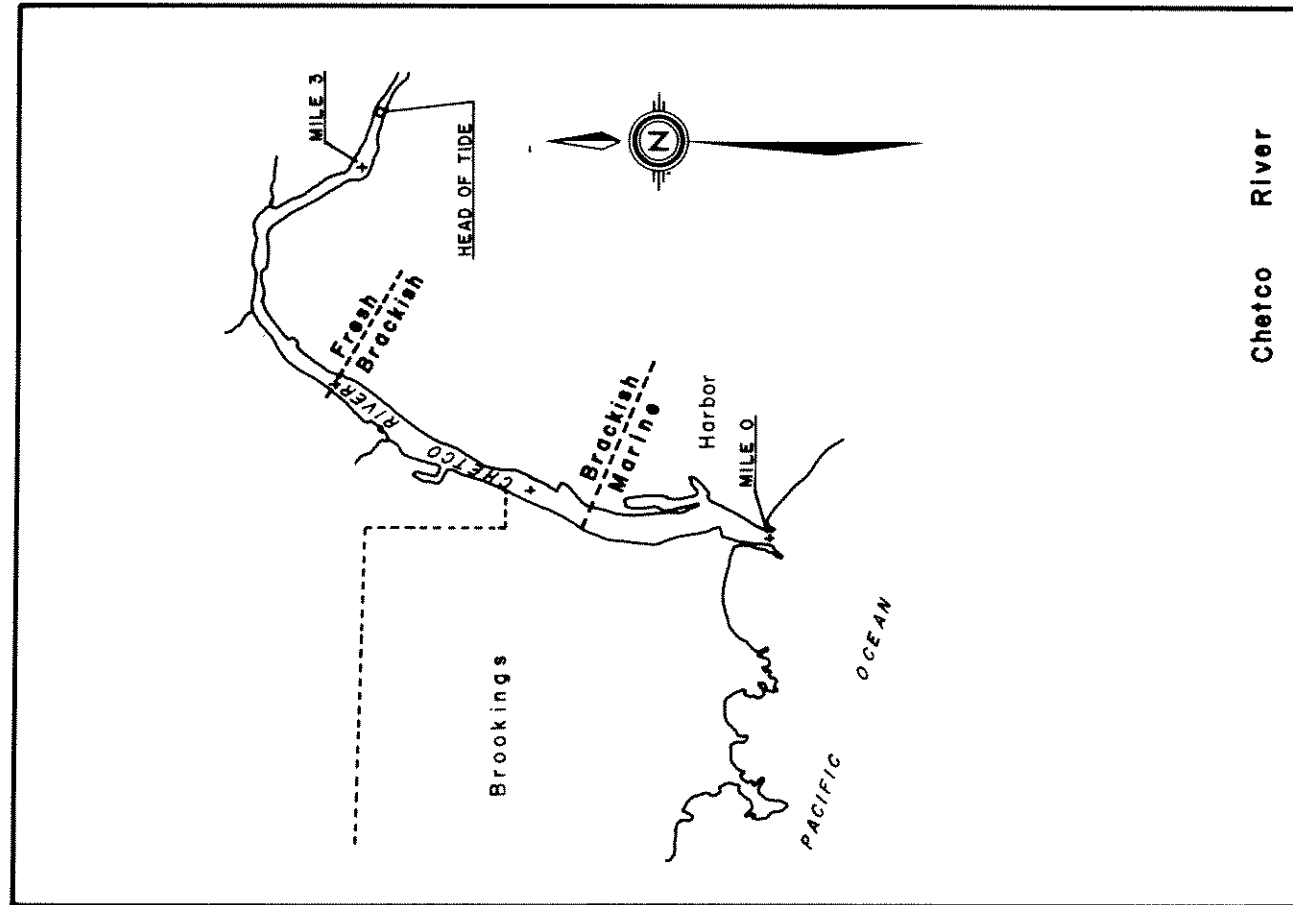 MILE 3
HEAD OF TIDE
N
Fresh
Brackish
CHETCO RIVER
Brackish
Marine
Harbor
MILE 0
Brookings
PACIFIC OCEAN
Chetco River